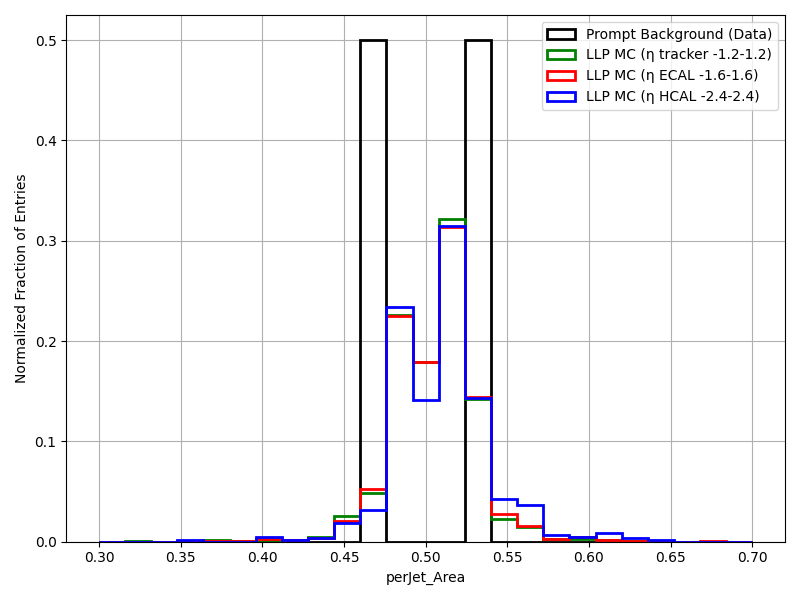 Prompt Background (Data)
LLP MC (η tracker -1.2-1.2)
LLP MC (η ECAL -1.6-1.6)
LLP MC (η HCAL -2.4-2.4)
Normalized Fraction of Entries
0.5
0.4
0.3
0.2
0.1
0.0
0.30 0.35 0.40 0.45 0.50 0.55 0.60 0.65 0.70
perJet_Area